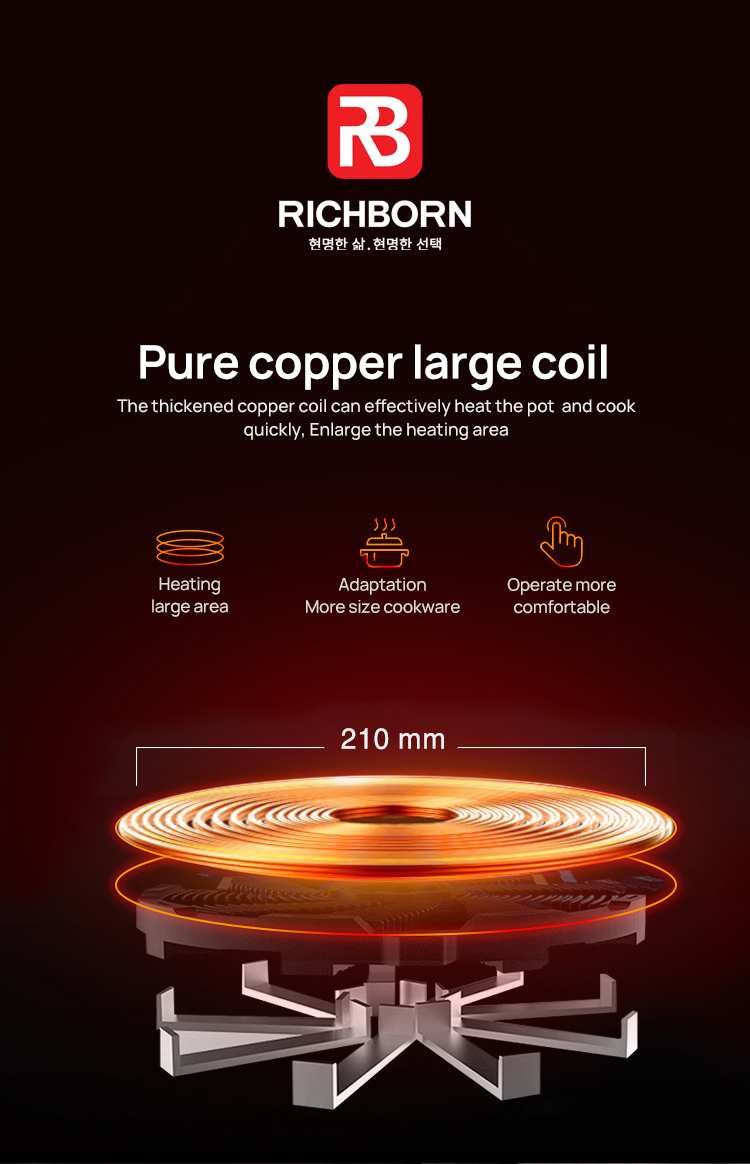 RB
RICHBORN
현명한 삶.현명한 선택
Pure copper large coil
The thickened copper coil can effectively heat the pot and cook
quickly, Enlarge the heating area
Heating
large area
Adaptation
More size cookware
Operate more
comfortable
210 mm